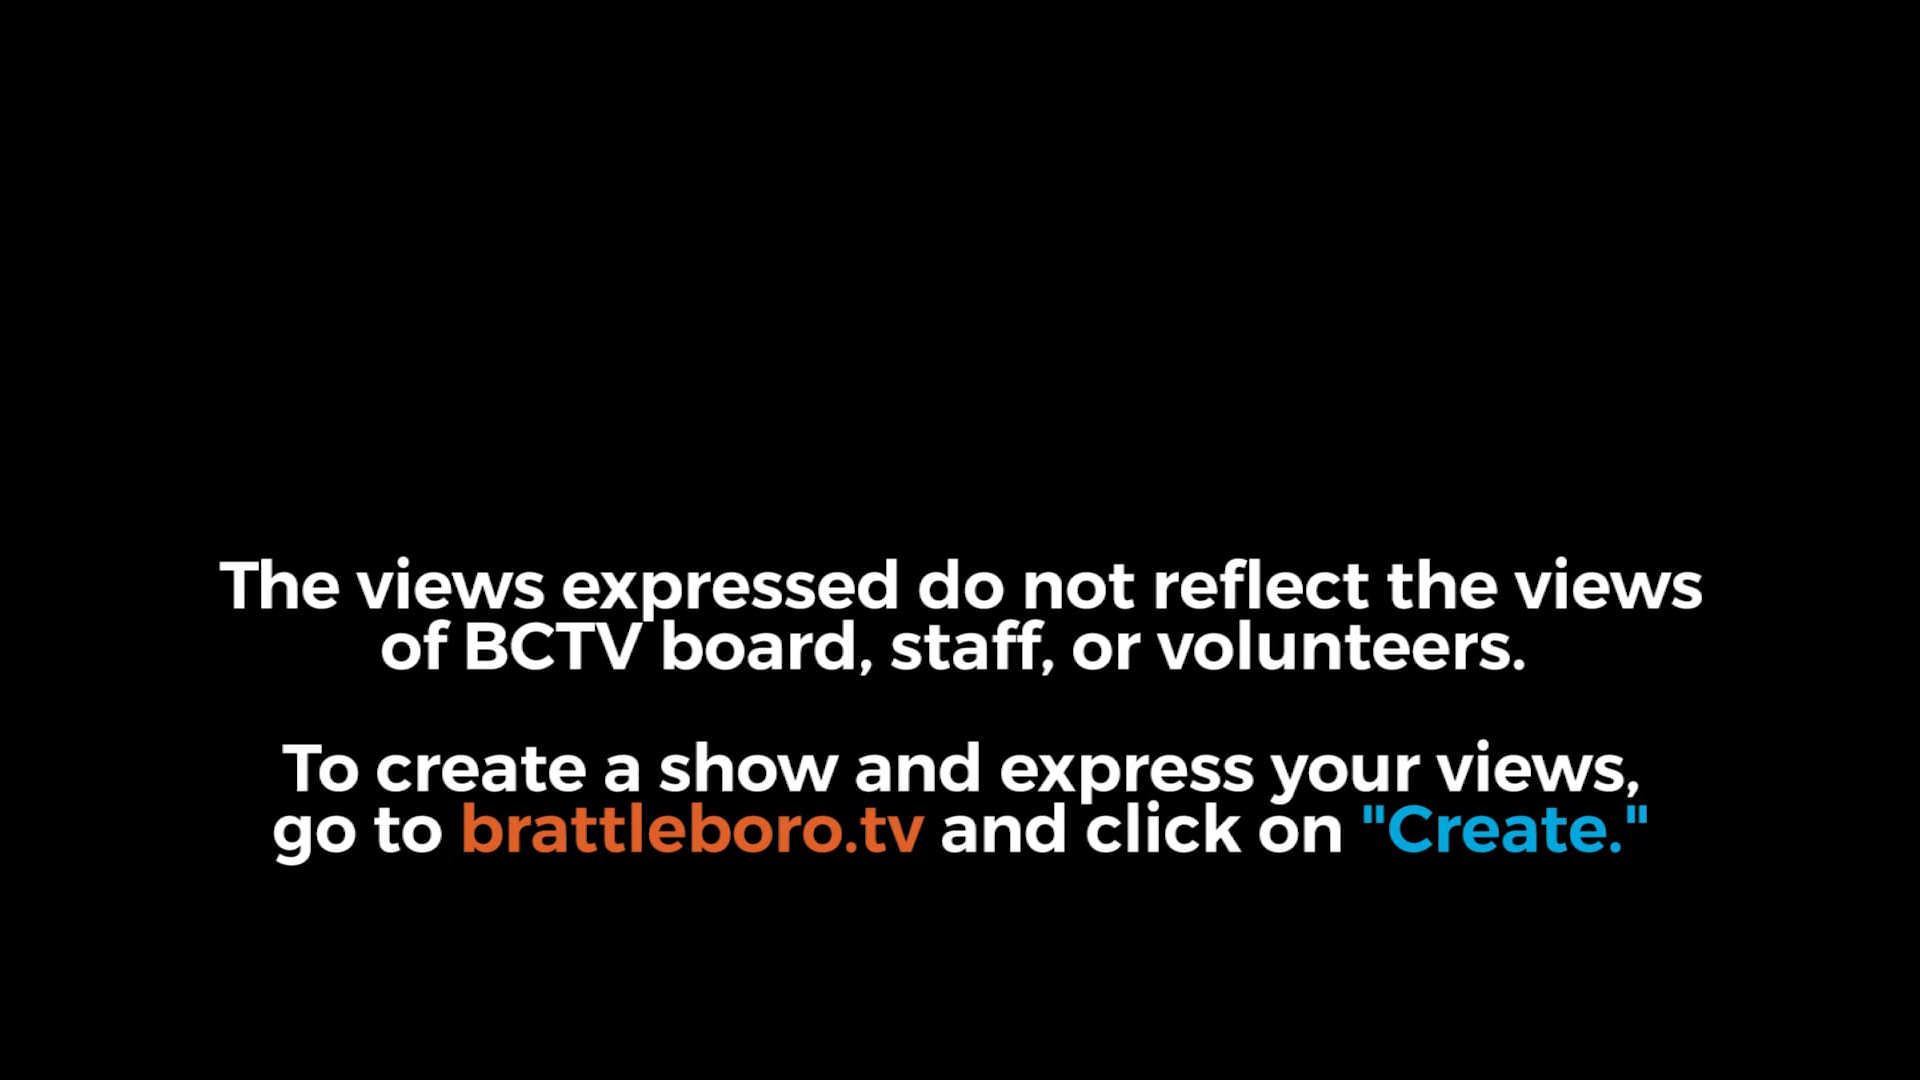 The views expressed do not reflect the views
of BCTV board, staff, or volunteers.
To create a show and express your views,
go to brattleboro.tv and click on "Create."